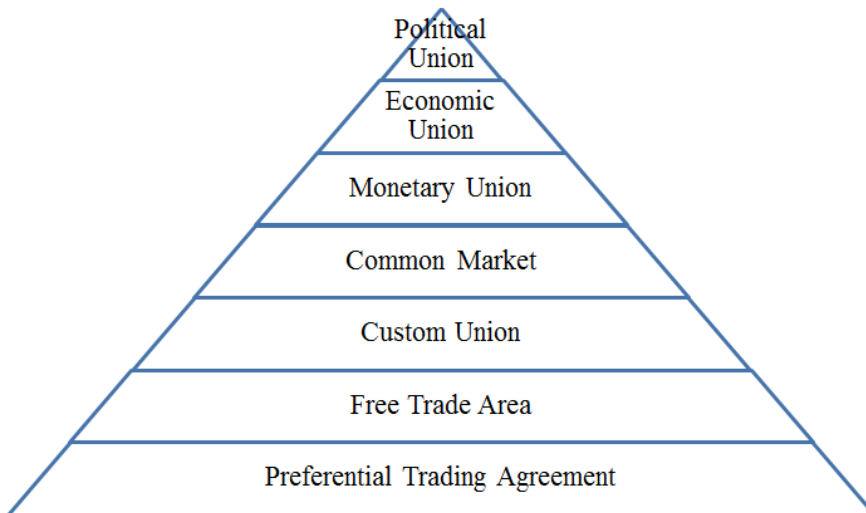 Political
Union
Economic
Union
Monetary Union
Common Market
Custom Union
Free Trade Area
Preferential Trading Agreement